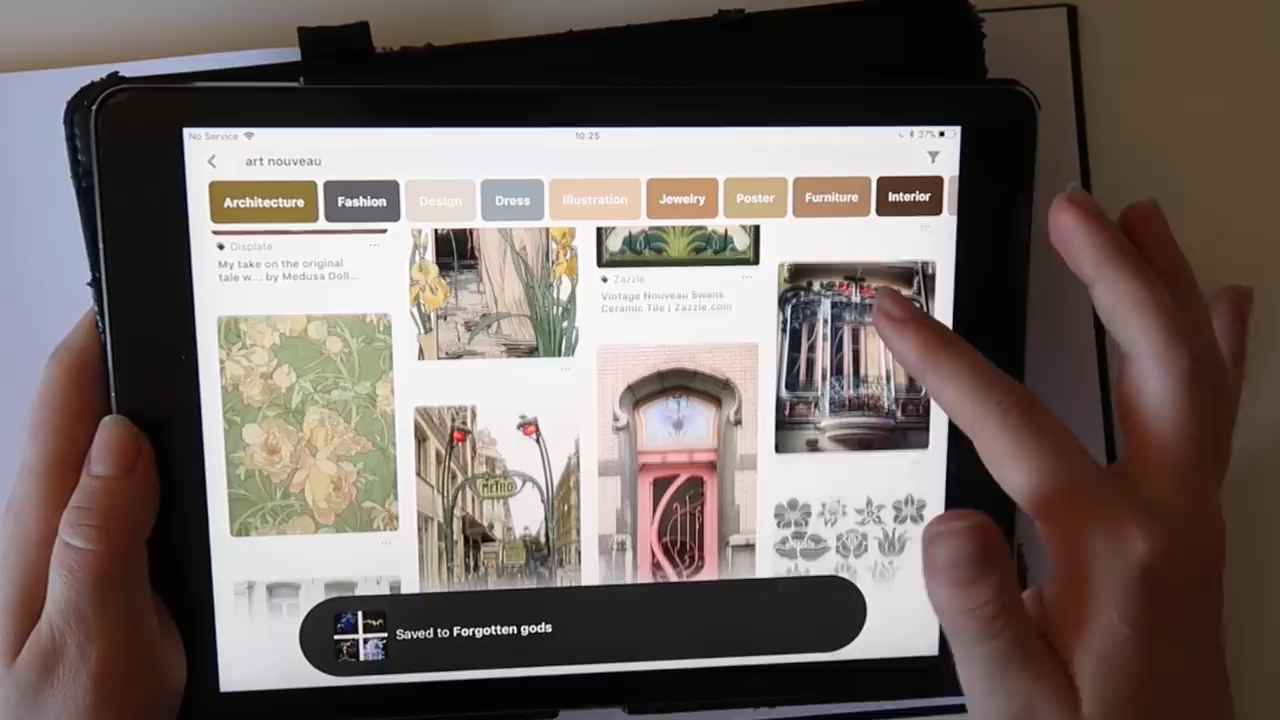 No Service
10:25
37%
art nouveau
Architecture
Fashion
Design
Dress
Illustration
Jewelry
Poster
Furniture
Interior
Displate
My take on the original
tale w... by Medusa Doll...
Zazzle
Vintage Nouveau Swans
Ceramic Tile | Zazzle.com
METRO
Saved to Forgotten gods